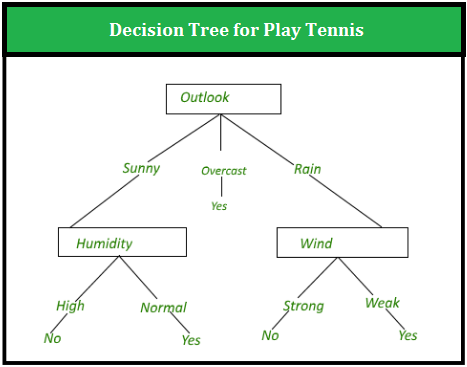 Decision Tree for Play Tennis
Outlook
Sunny
Overcast
Rain
Yes
Humidity
Wind
High
Normal
Strong
Weak
No
Yes
No
Yes